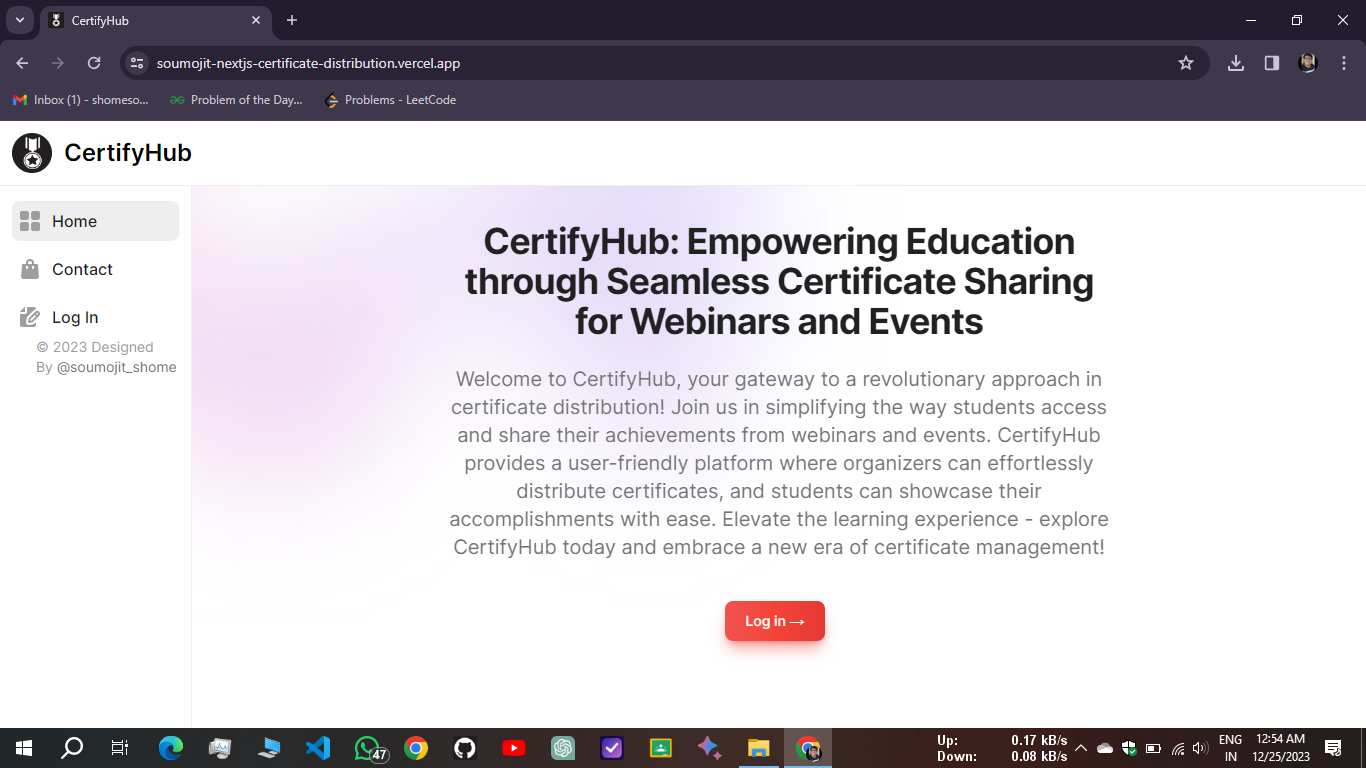 CertifyHub
soumojit-nextjs-certificate-distribution.vercel.app
Inbox (1) - shomeso...
Problem of the Day...
Problems - LeetCode
CertifyHub
Home
Contact
Log In
© 2023 Designed
By @soumojit_shome
CertifyHub: Empowering Education
through Seamless Certificate Sharing
for Webinars and Events
Welcome to CertifyHub, your gateway to a revolutionary approach in
certificate distribution! Join us in simplifying the way students access
and share their achievements from webinars and events. CertifyHub
provides a user-friendly platform where organizers can effortlessly
distribute certificates, and students can showcase their
accomplishments with ease. Elevate the learning experience - explore
CertifyHub today and embrace a new era of certificate management!
Log in →
47
Up: 0.17 kB/s
Down: 0.08 kB/s
ENG
IN
12:54 AM
12/25/2023